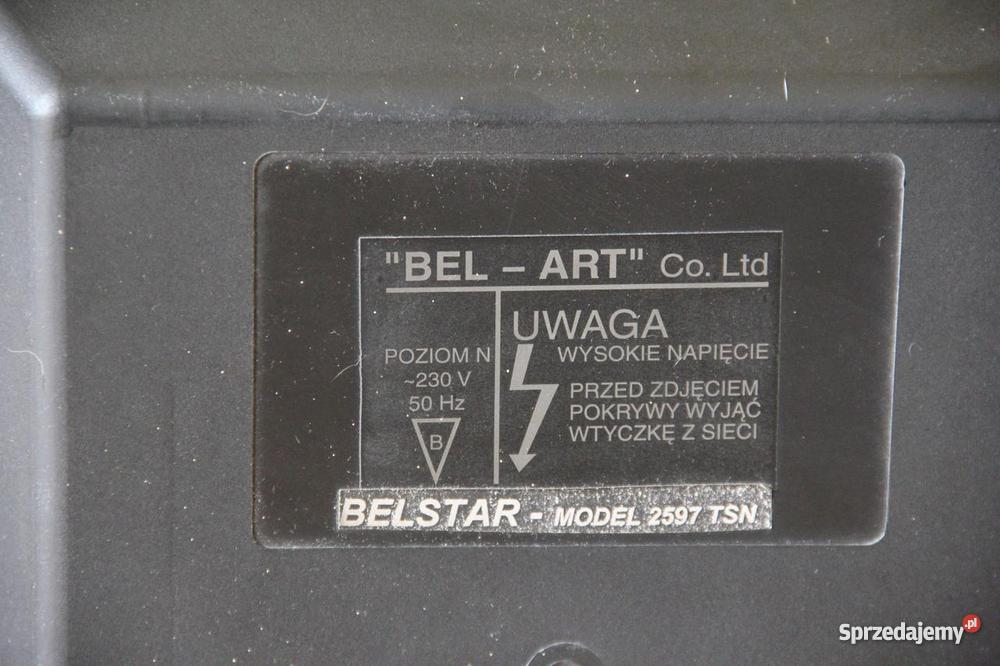 "BEL – ART" Co. Ltd
POZIOM N
~230 V
50 Hz
B
UWAGA
WYSOKIE NAPIĘCIE
PRZED ZDJĘCIEM
POKRYWY WYJĄĆ
WTYCZKĘ Z SIECI
BELSTAR - MODEL 2597 TSN
Sprzedajemy.pl